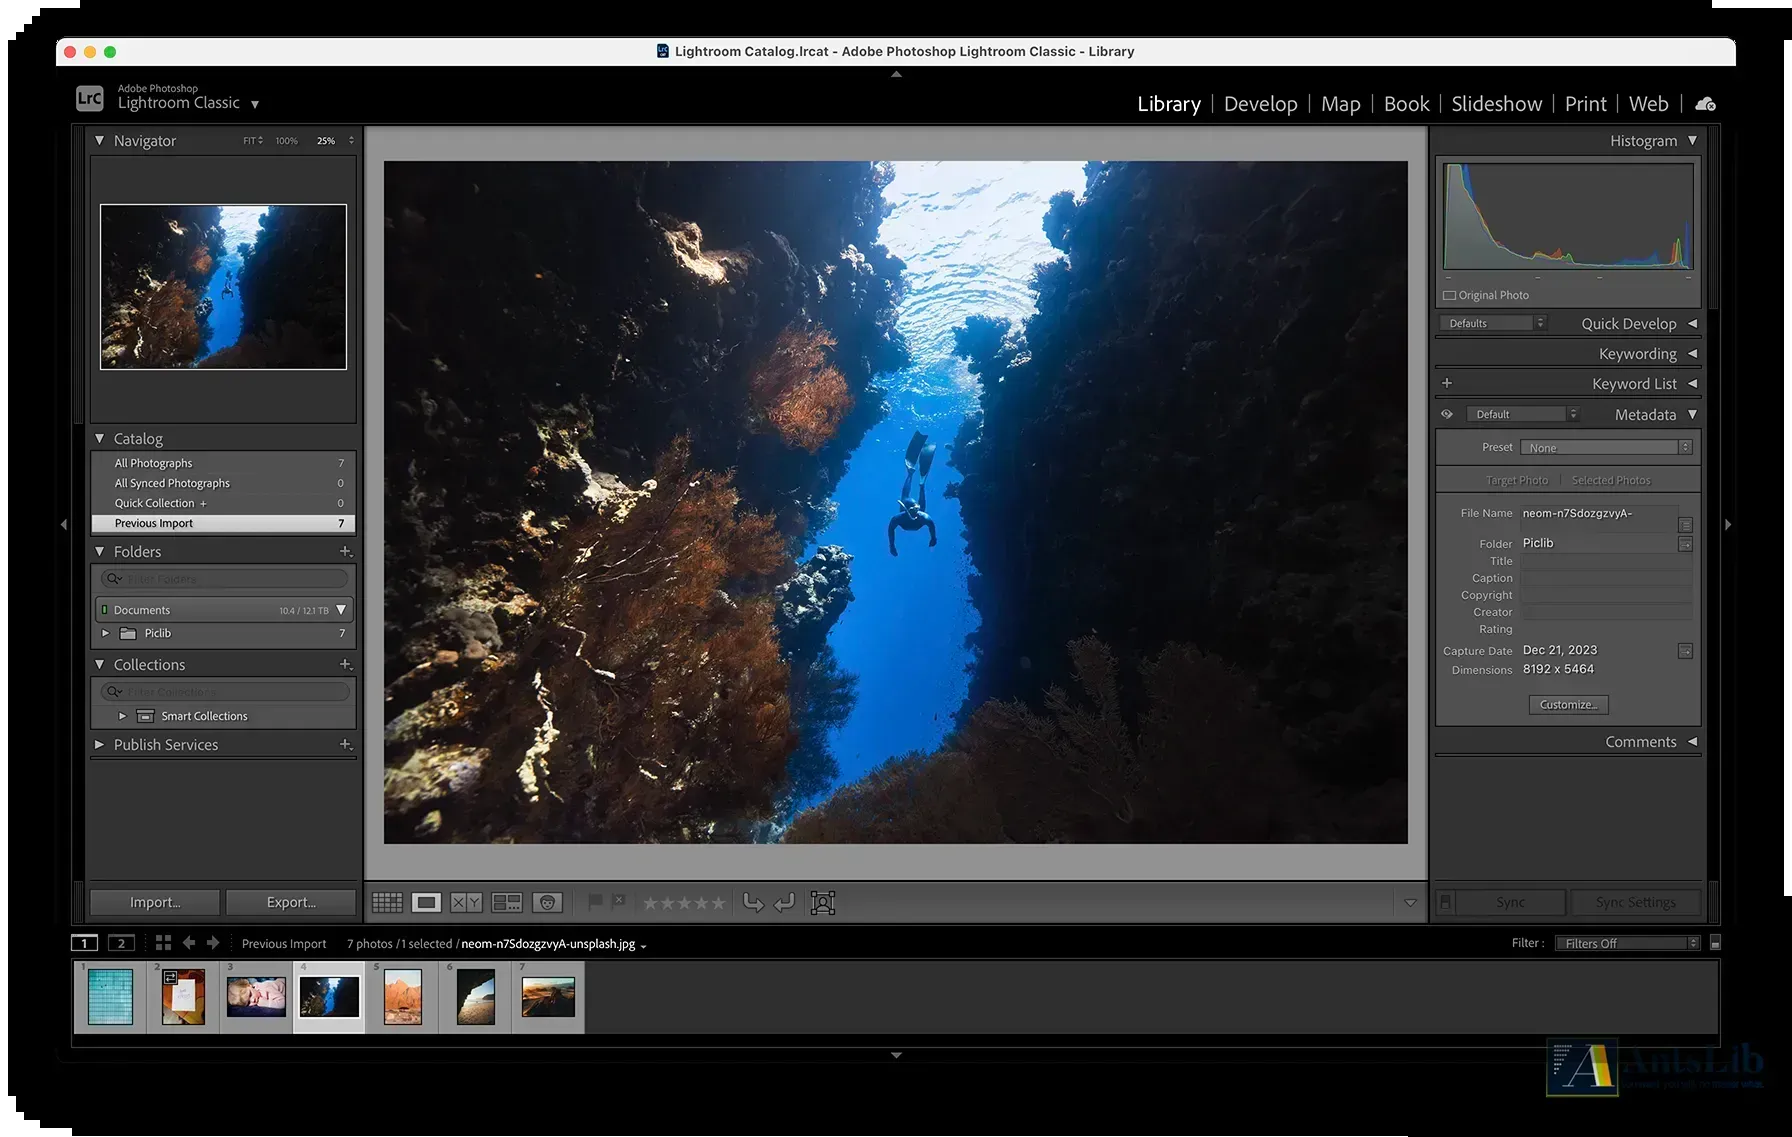 Lightroom Catalog.lrcat - Adobe Photoshop Lightroom Classic - Library
LrC
Adobe Photoshop
Lightroom Classic
Library | Develop | Map | Book | Slideshow | Print | Web
Navigator FIT 100% 25%
Catalog
All Photographs 7
All Synced Photographs 0
Quick Collection + 0
Previous Import 7
Folders +
Filter Folders
Documents 10.4 / 12.1 TB
Piclib 7
Collections +
Filter Collections
Smart Collections
Publish Services +
Import... Export...
Histogram
Original Photo
Defaults Quick Develop
Keywording
+ Keyword List
Default Metadata
Preset None
Target Photo | Selected Photos
File Name neom-n7SdozgzvyA-
Folder Piclib
Title
Caption
Copyright
Creator
Rating
Capture Date Dec 21, 2023
Dimensions 8192 x 5464
Customize...
Comments
X Y
Sync Sync Settings
1 2 Previous Import 7 photos / 1 selected / neom-n7SdozgzvyA-unsplash.jpg
Filter : Filters Off
1 2 3 4 5 6 7
A AntsLib